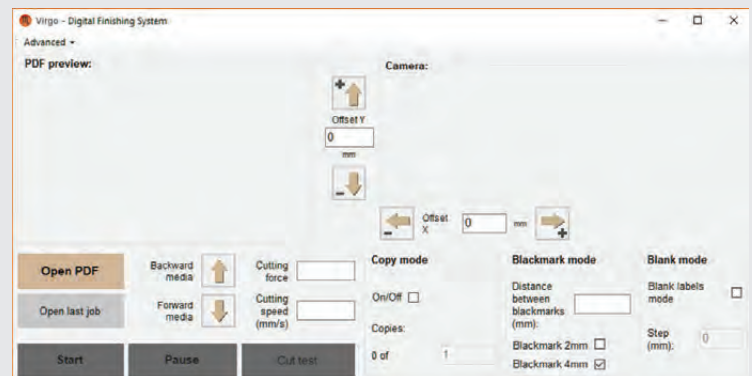 Virgo - Digital Finishing System
Advanced
PDF preview:
Camera:
+
Offset Y
0
mm
-
-
Offset X
0
mm
+
Open PDF
Open last job
Backward media
Forward media
Cutting force
Cutting speed (mm/s)
Start
Pause
Cut test
Copy mode
On/Off
Copies:
0 of
1
Blackmark mode
Distance between blackmarks (mm):
Blackmark 2mm
Blackmark 4mm
Blank mode
Blank labels mode
Step (mm):
0